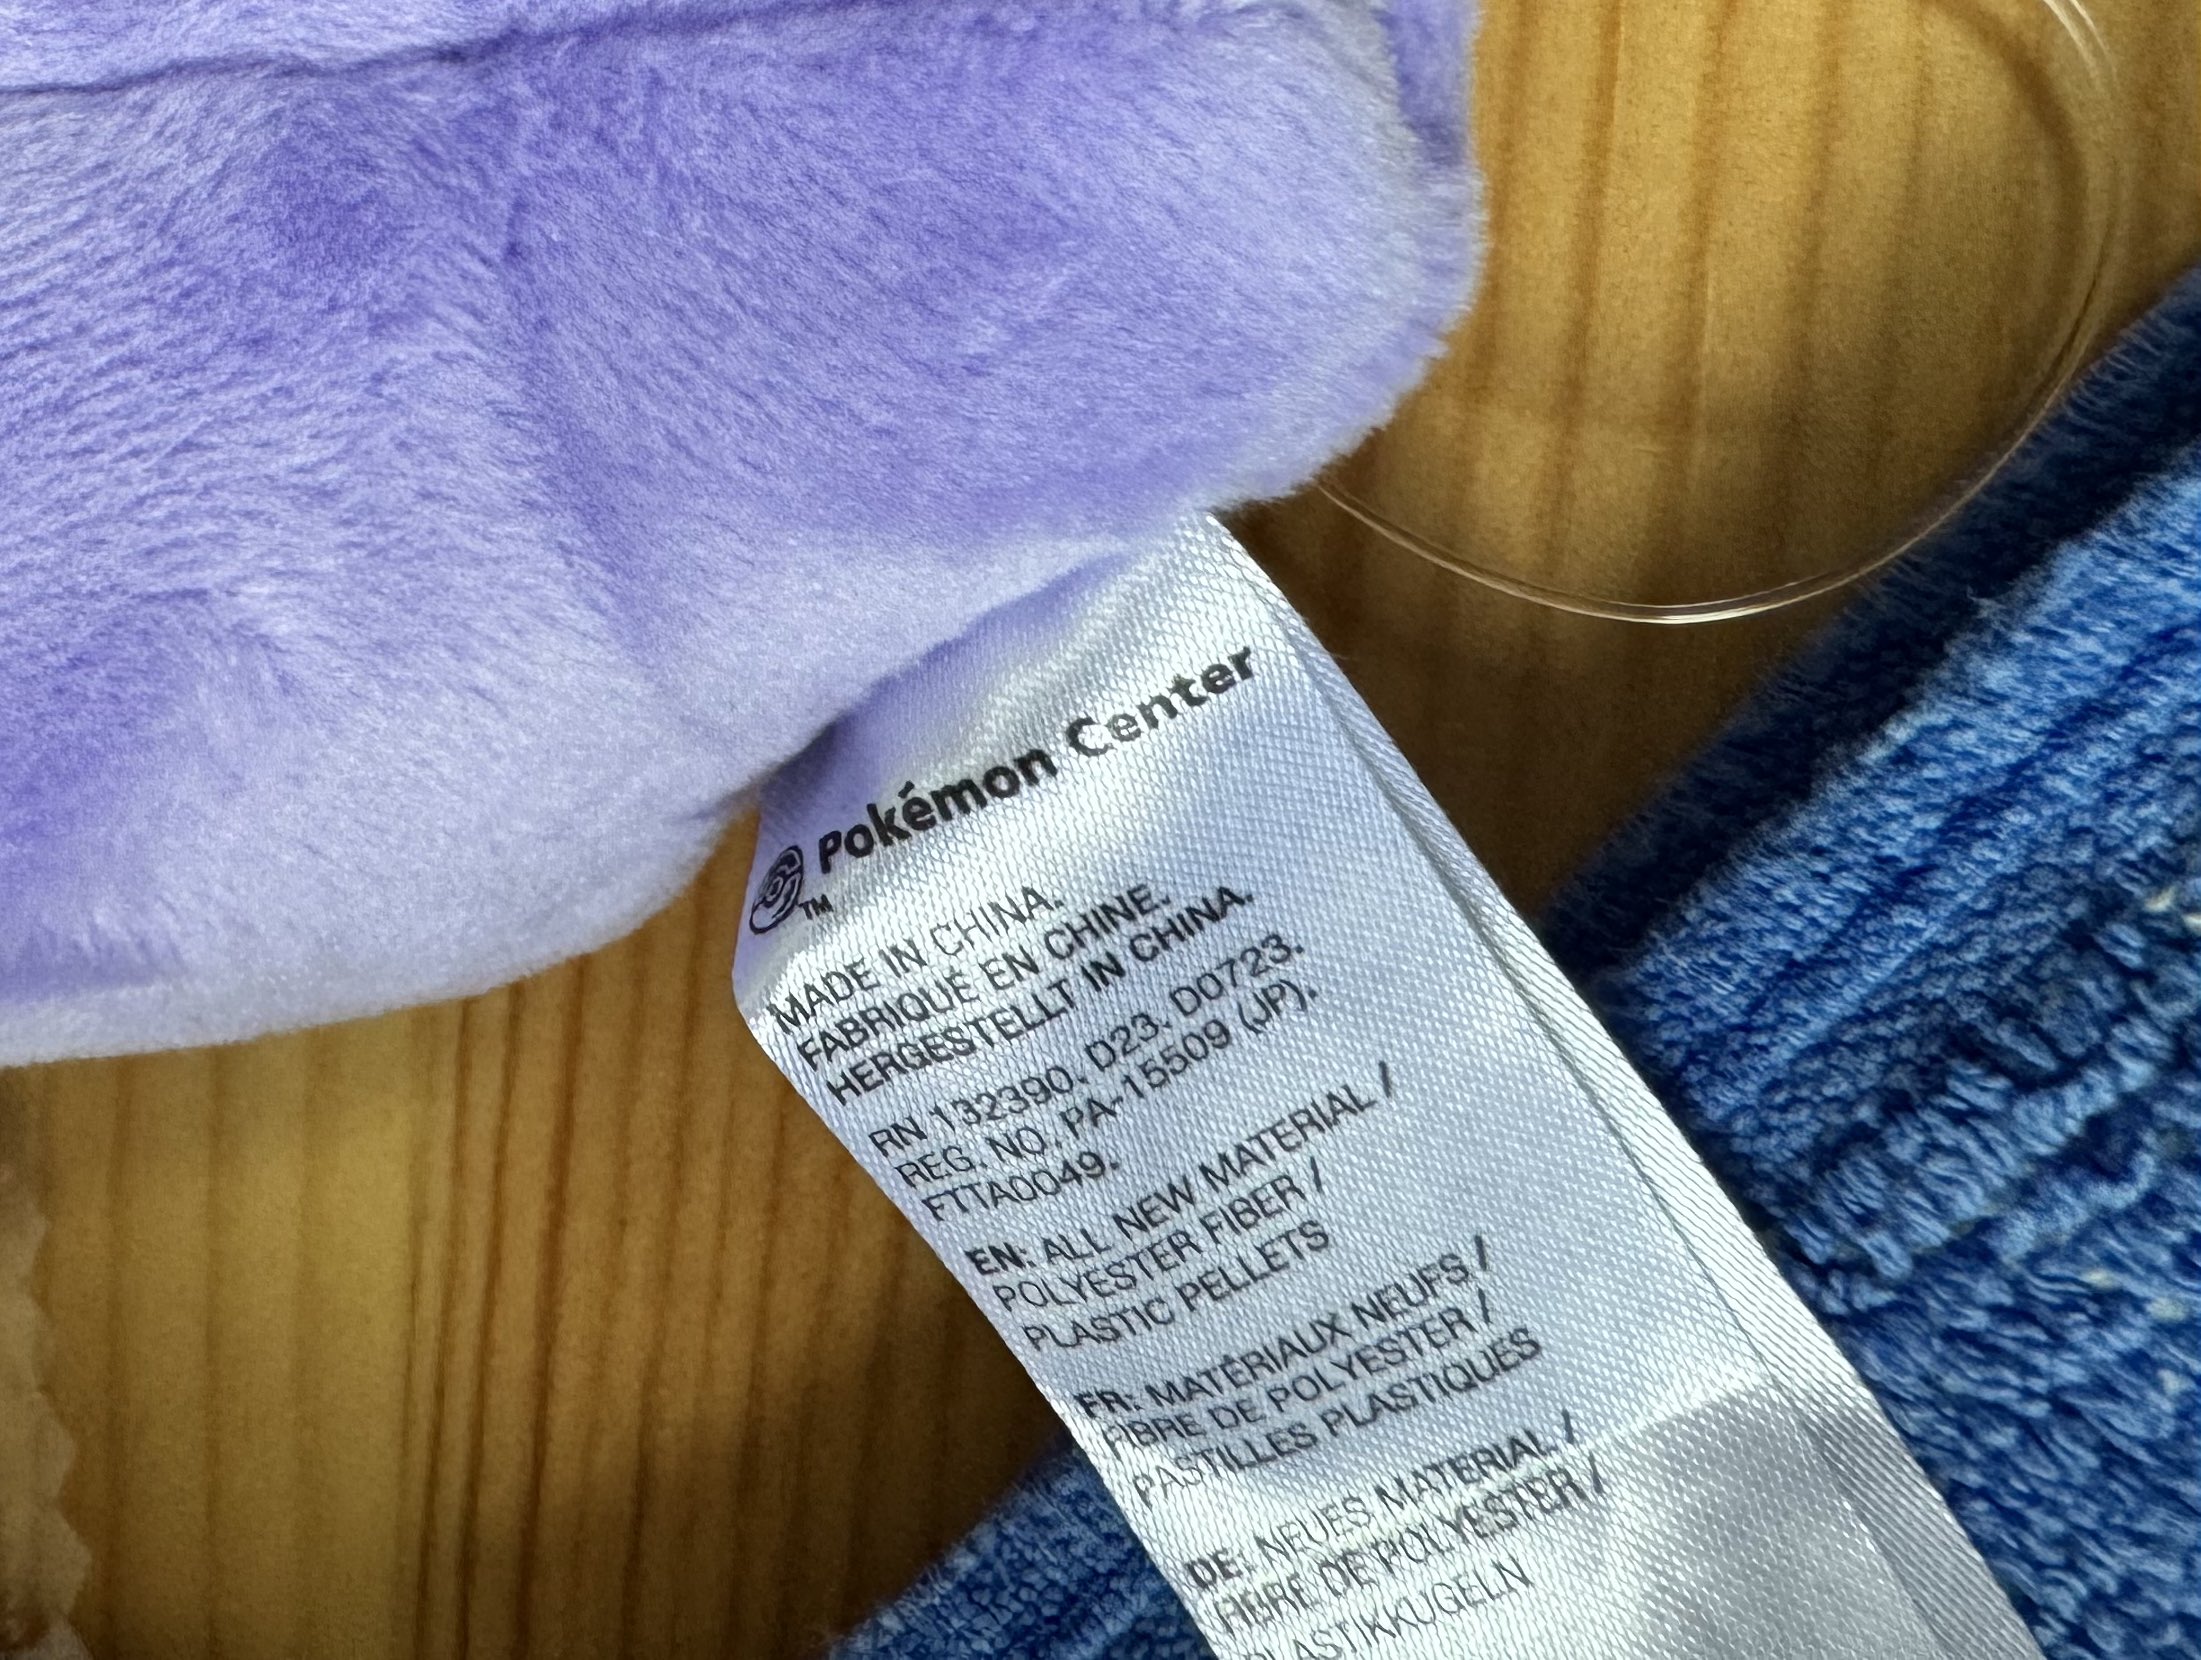 Pokémon Center
TM
MADE IN CHINA.
FABRIQUÉ EN CHINE.
HERGESTELLT IN CHINA.
RN 132390. D23. D0723.
REG. NO. PA-15509 (JP).
FTTA0049.
EN: ALL NEW MATERIAL /
POLYESTER FIBER /
PLASTIC PELLETS
FR: MATÉRIAUX NEUFS /
FIBRE DE POLYESTER /
PASTILLES PLASTIQUES
DE: NEUES MATERIAL /
FIBRE DE POLYESTER /
PLASTIKKUGELN